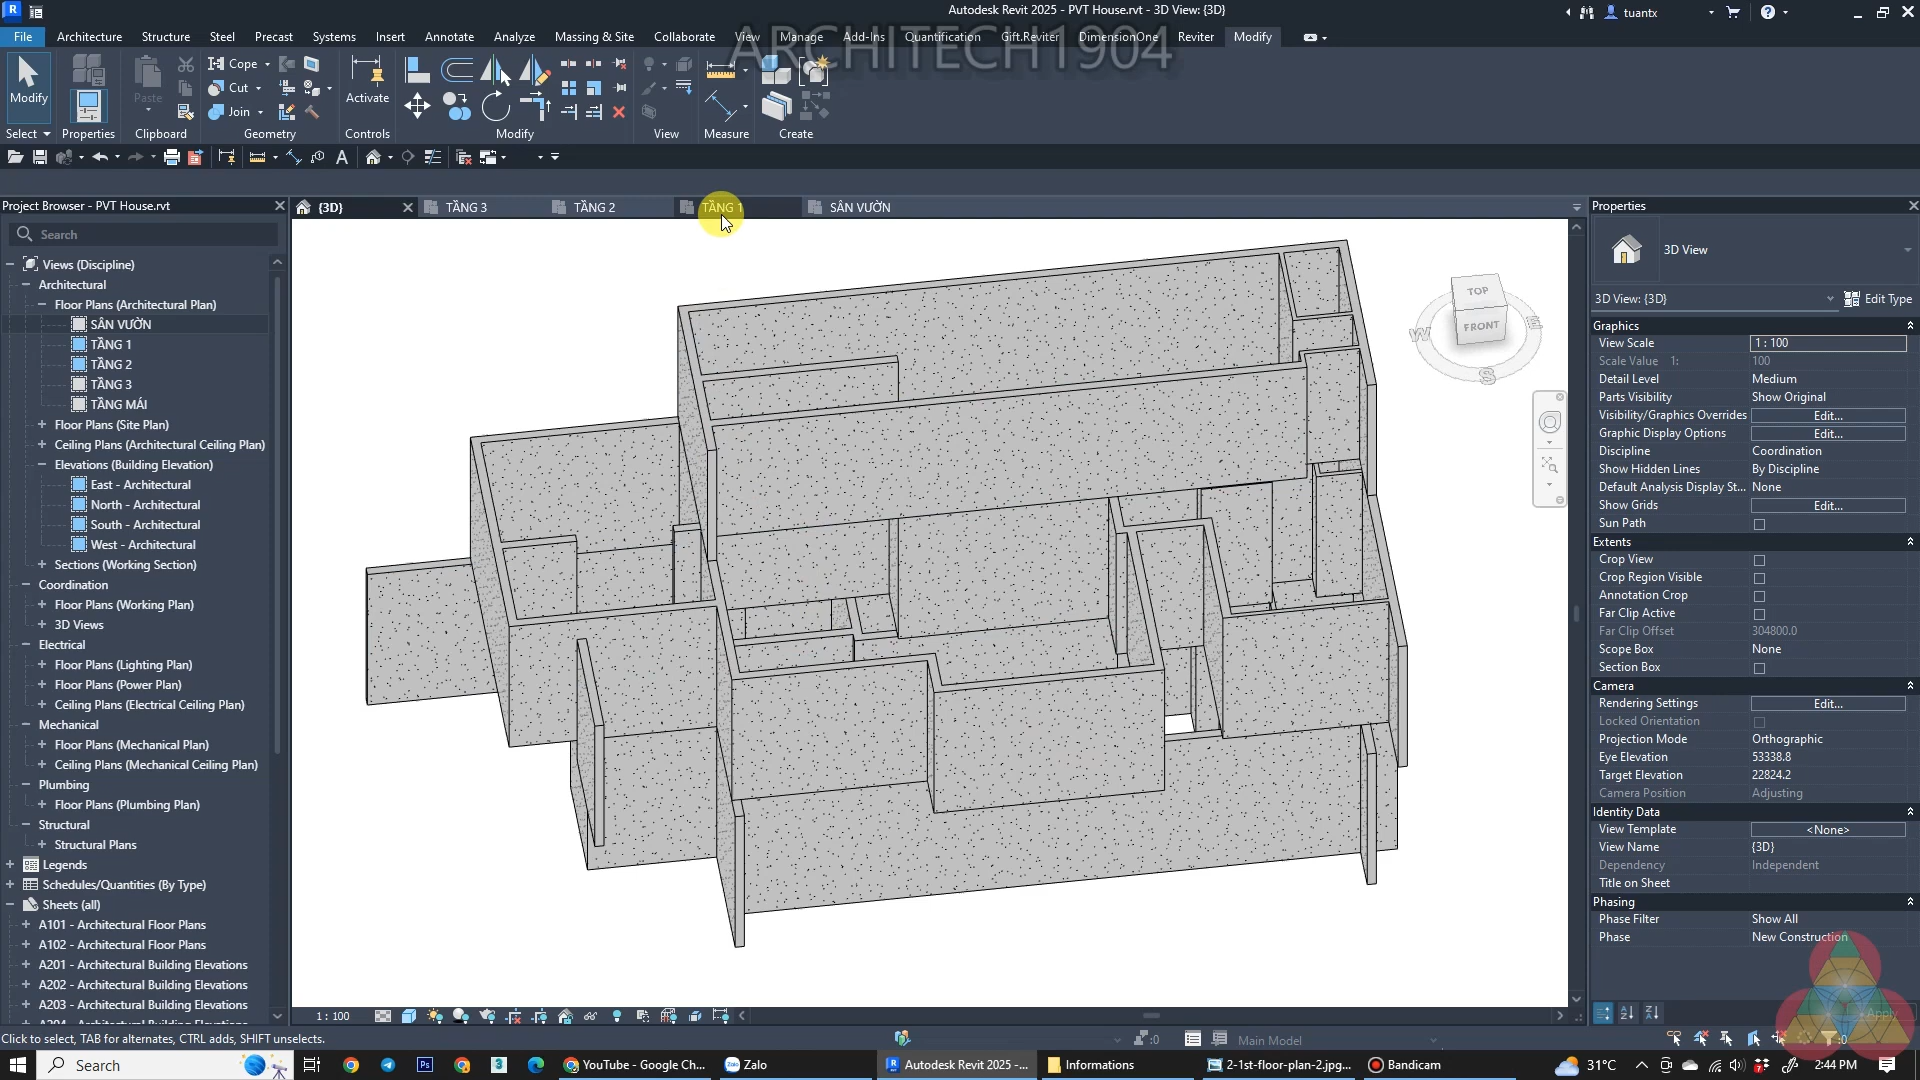 Autodesk Revit 2025 - PVT House.rvt - 3D View: {3D}
tuantx
File Architecture Structure Steel Precast Systems Insert Annotate Analyze Massing & Site Collaborate View Manage Add-Ins Quantification Gift.Reviter DimensionOne Reviter Modify
ARCHITECH1904
Modify
Paste
Cope
Cut
Join
Activate
Select
Properties
Clipboard
Geometry
Controls
Modify
View
Measure
Create
Project Browser - PVT House.rvt
{3D}
TẦNG 3
TẦNG 2
TẦNG 1
SÂN VƯỜN
Search
Views (Discipline)
Architectural
Floor Plans (Architectural Plan)
SÂN VƯỜN
TẦNG 1
TẦNG 2
TẦNG 3
TẦNG MÁI
Floor Plans (Site Plan)
Ceiling Plans (Architectural Ceiling Plan)
Elevations (Building Elevation)
East - Architectural
North - Architectural
South - Architectural
West - Architectural
Sections (Working Section)
Coordination
Floor Plans (Working Plan)
3D Views
Electrical
Floor Plans (Lighting Plan)
Floor Plans (Power Plan)
Ceiling Plans (Electrical Ceiling Plan)
Mechanical
Floor Plans (Mechanical Plan)
Ceiling Plans (Mechanical Ceiling Plan)
Plumbing
Floor Plans (Plumbing Plan)
Structural
Structural Plans
Legends
Schedules/Quantities (By Type)
Sheets (all)
A101 - Architectural Floor Plans
A102 - Architectural Floor Plans
A201 - Architectural Building Elevations
A202 - Architectural Building Elevations
A203 - Architectural Building Elevations
TOP
FRONT
W
E
S
Properties
3D View
3D View: {3D}
Edit Type
Graphics
View Scale 1 : 100
Scale Value 1: 100
Detail Level Medium
Parts Visibility Show Original
Visibility/Graphics Overrides Edit...
Graphic Display Options Edit...
Discipline Coordination
Show Hidden Lines By Discipline
Default Analysis Display St... None
Show Grids Edit...
Sun Path
Extents
Crop View
Crop Region Visible
Annotation Crop
Far Clip Active
Far Clip Offset 304800.0
Scope Box None
Section Box
Camera
Rendering Settings Edit...
Locked Orientation
Projection Mode Orthographic
Eye Elevation 53338.8
Target Elevation 22824.2
Camera Position Adjusting
Identity Data
View Template <None>
View Name {3D}
Dependency Independent
Title on Sheet
Phasing
Phase Filter Show All
Phase New Construction
Apply
1 : 100
Click to select, TAB for alternates, CTRL adds, SHIFT unselects.
:0
Main Model
:0
Search
YouTube - Google Ch...
Zalo
Autodesk Revit 2025 -...
Informations
2-1st-floor-plan-2.jpg...
Bandicam
31°C
2:44 PM